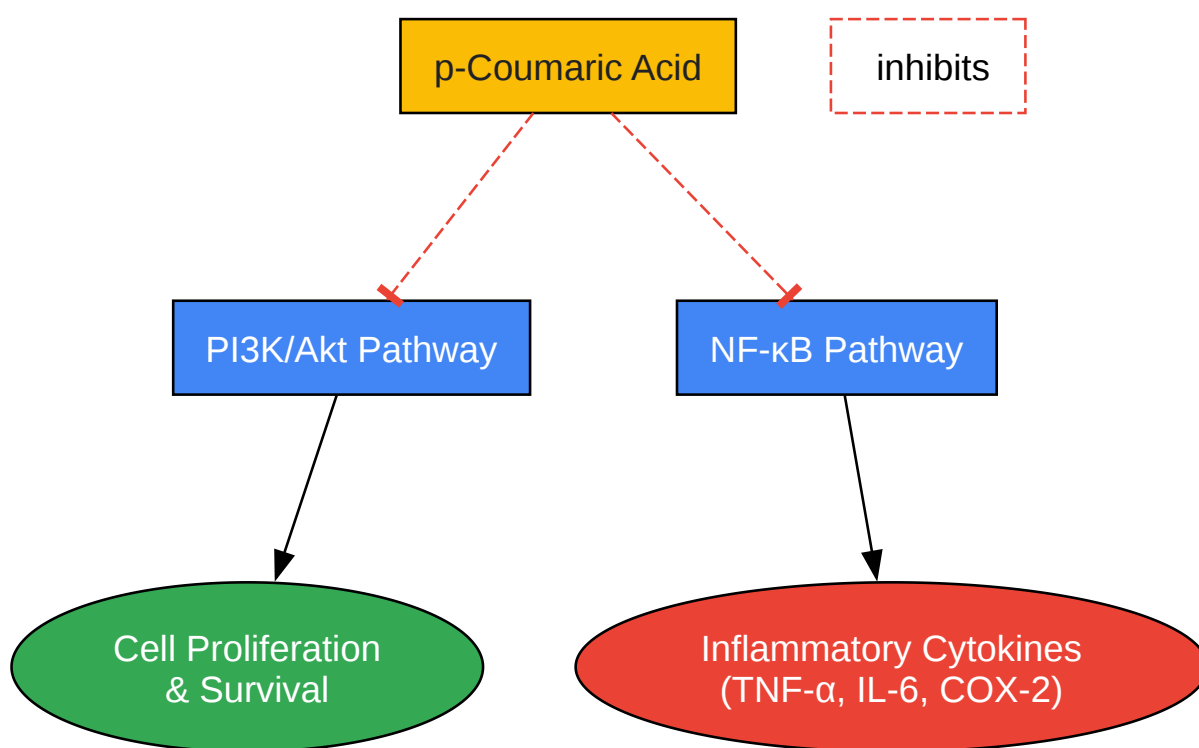 p-Coumaric Acid
inhibits
PI3K/Akt Pathway
NF-κB Pathway
Cell Proliferation
& Survival
Inflammatory Cytokines
(TNF-α, IL-6, COX-2)